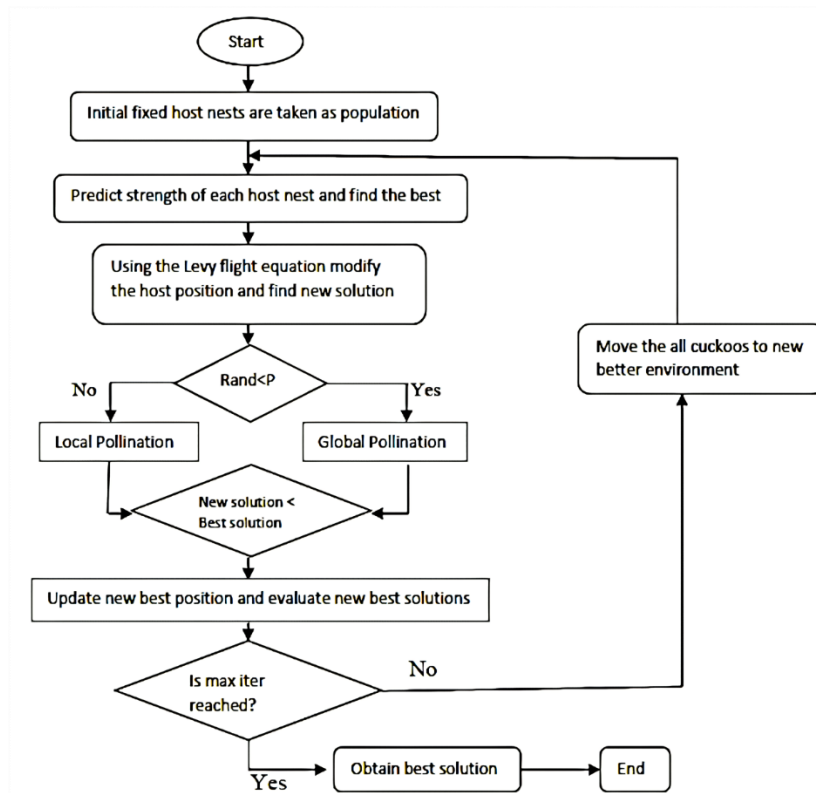 Start
Initial fixed host nests are taken as population
Predict strength of each host nest and find the best
Using the Levy flight equation modify
the host position and find new solution
Move the all cuckoos to new
better environment
Rand<P
No
Yes
Local Pollination
Global Pollination
New solution <
Best solution
Update new best position and evaluate new best solutions
Is max iter
reached?
No
Yes
Obtain best solution
End